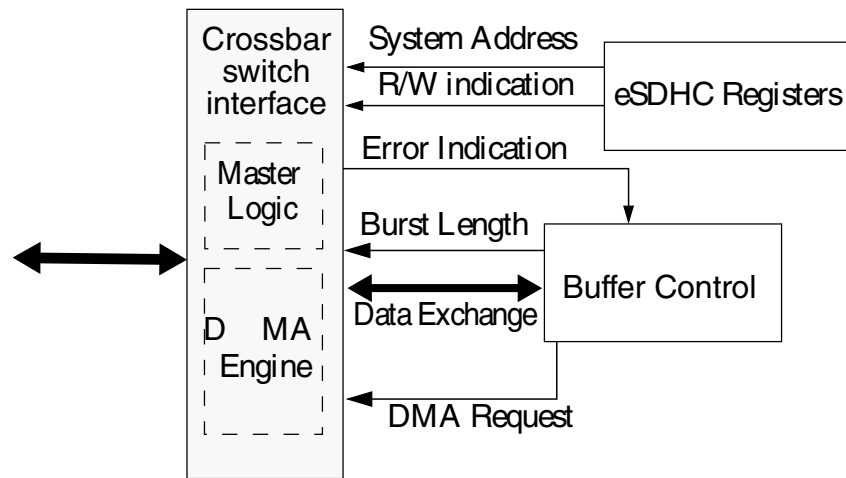 Crossbar
switch
interface
Master
Logic
D MA
Engine
System Address
R/W indication
Error Indication
Burst Length
Data Exchange
DMA Request
eSDHC Registers
Buffer Control